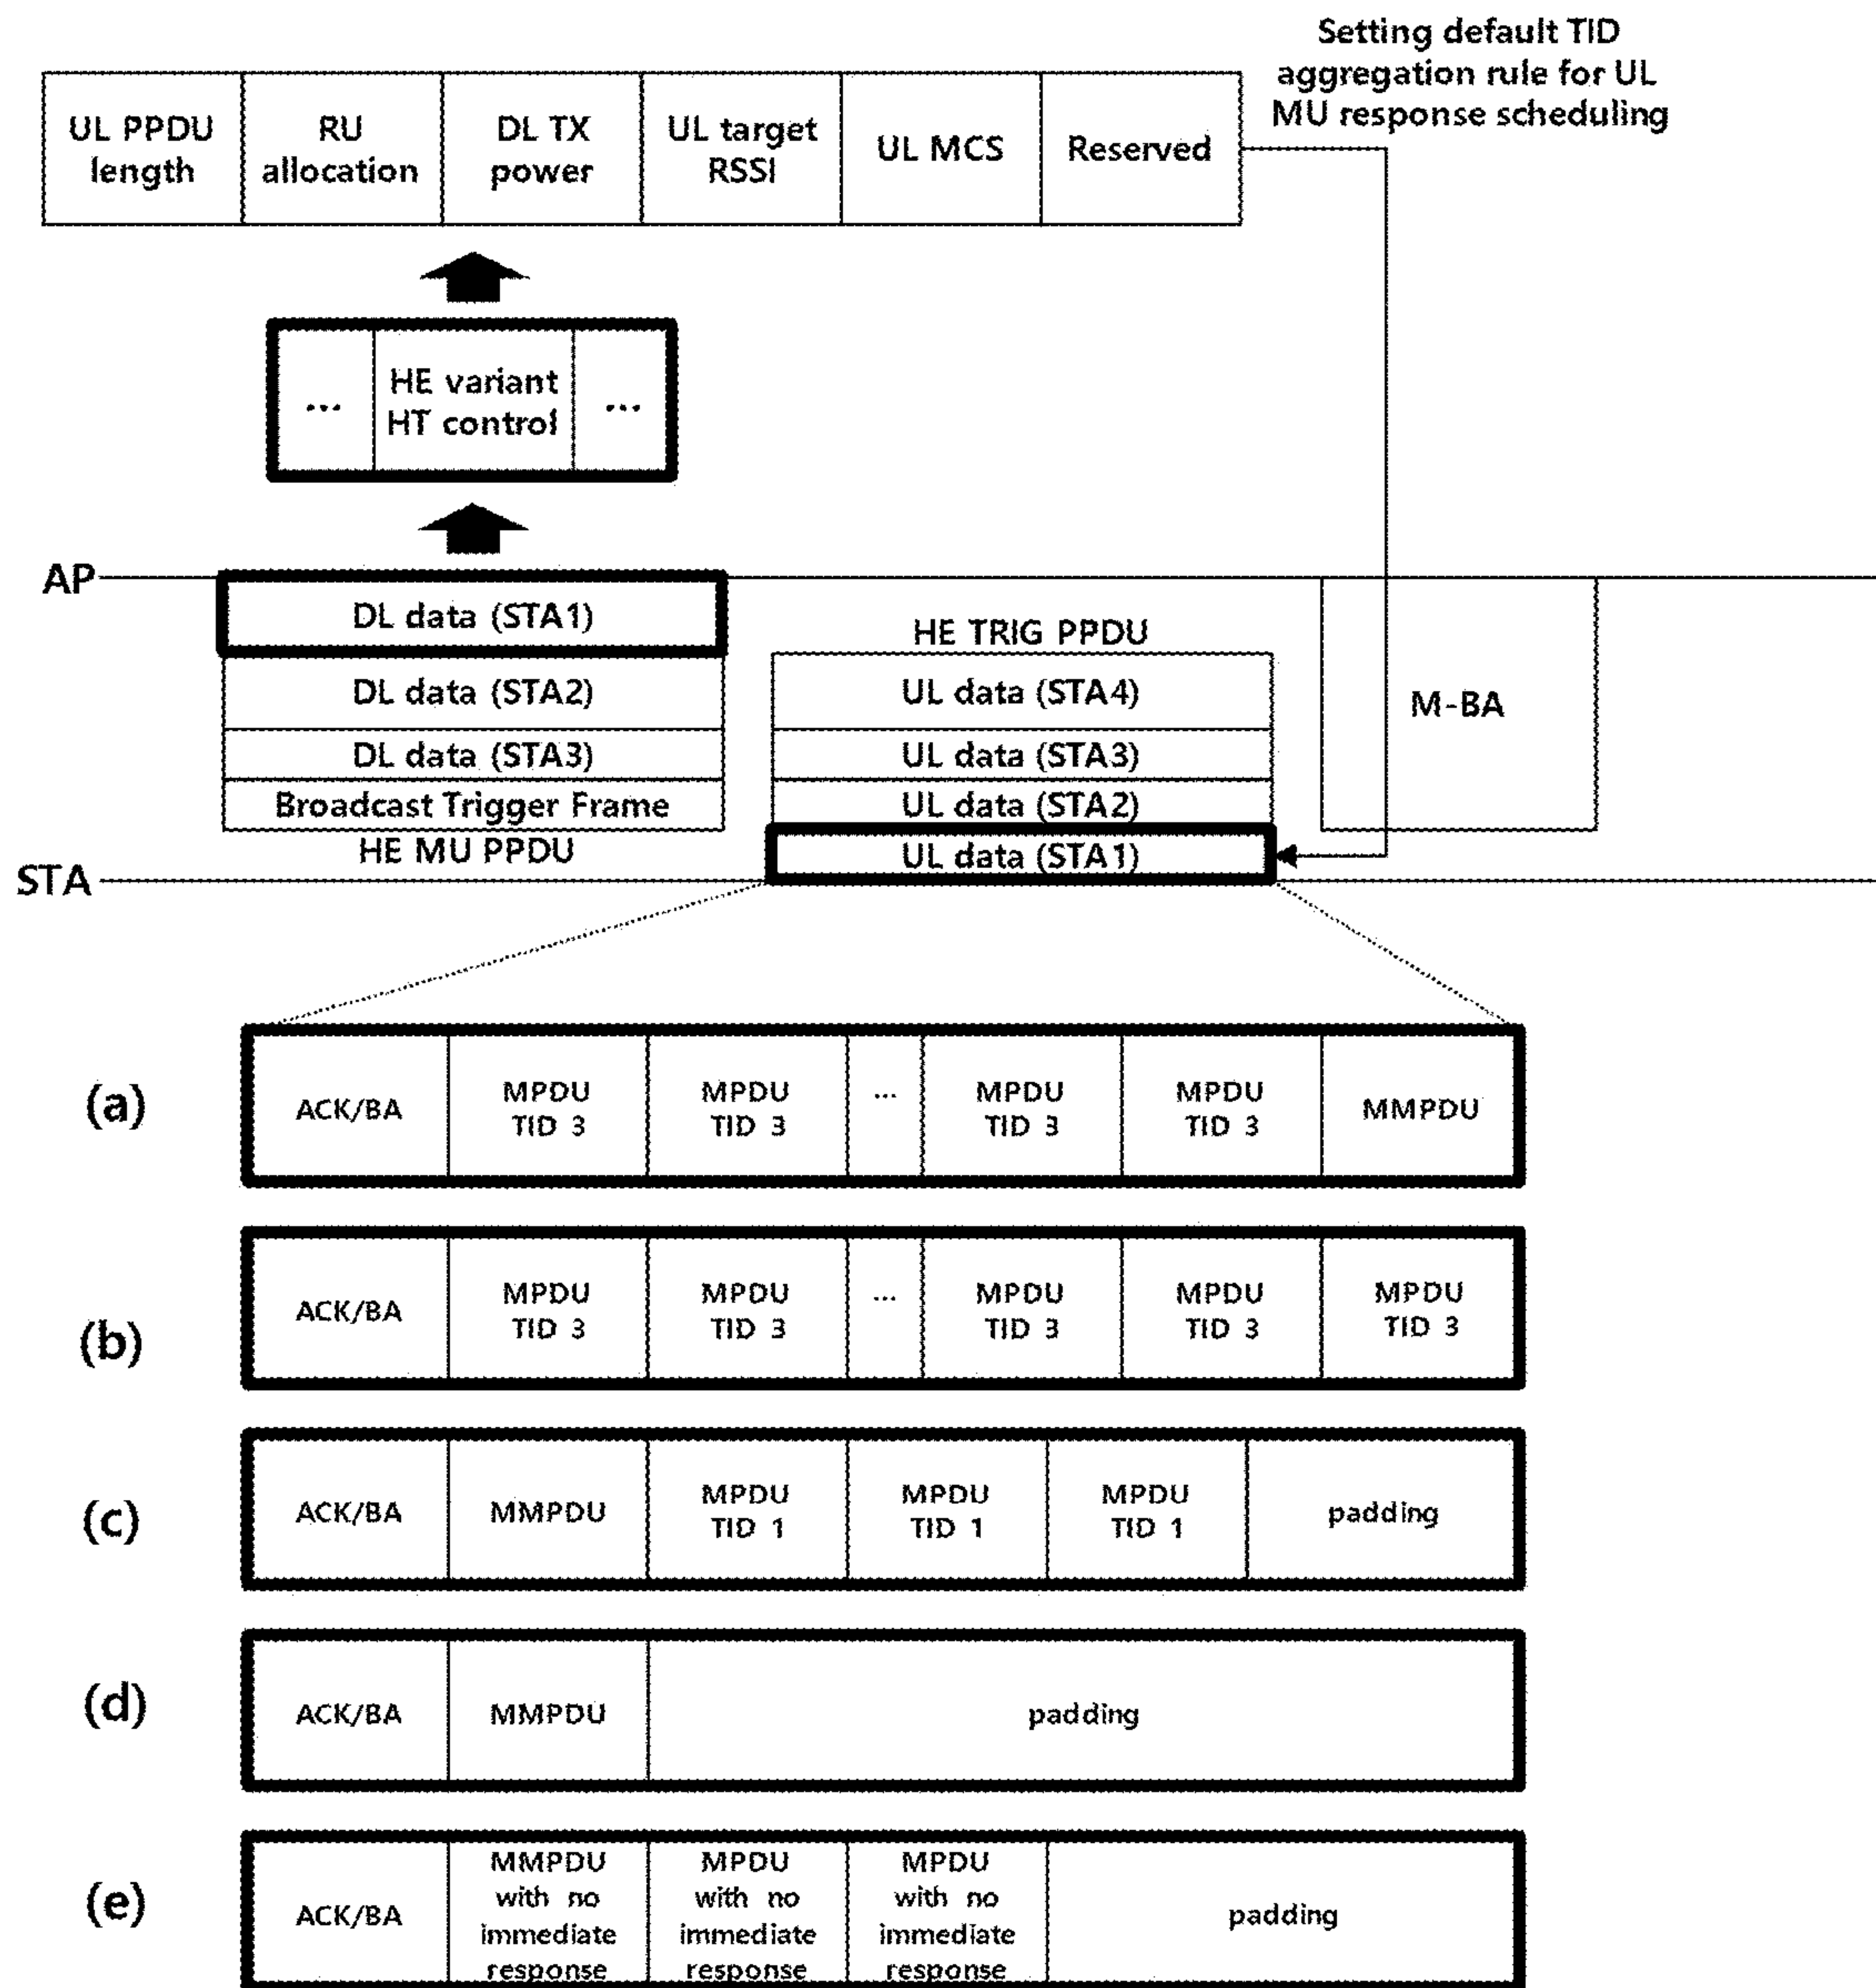 Setting default TID
aggregation rule for UL
MU response scheduling
UL PPDU
length
RU
allocation
DL TX
power
UL target
RSSI
UL MCS
Reserved
...
HE variant
HT control
...
AP
DL data (STA1)
DL data (STA2)
DL data (STA3)
Broadcast Trigger Frame
HE MU PPDU
HE TRIG PPDU
UL data (STA4)
UL data (STA3)
UL data (STA2)
UL data (STA1)
M-BA
STA
(a)
ACK/BA
MPDU
TID 3
MPDU
TID 3
...
MPDU
TID 3
MPDU
TID 3
MMPDU
(b)
ACK/BA
MPDU
TID 3
MPDU
TID 3
...
MPDU
TID 3
MPDU
TID 3
MPDU
TID 3
(c)
ACK/BA
MMPDU
MPDU
TID 1
MPDU
TID 1
MPDU
TID 1
padding
(d)
ACK/BA
MMPDU
padding
(e)
ACK/BA
MMPDU
with no
immediate
response
MPDU
with no
immediate
response
MPDU
with no
immediate
response
padding